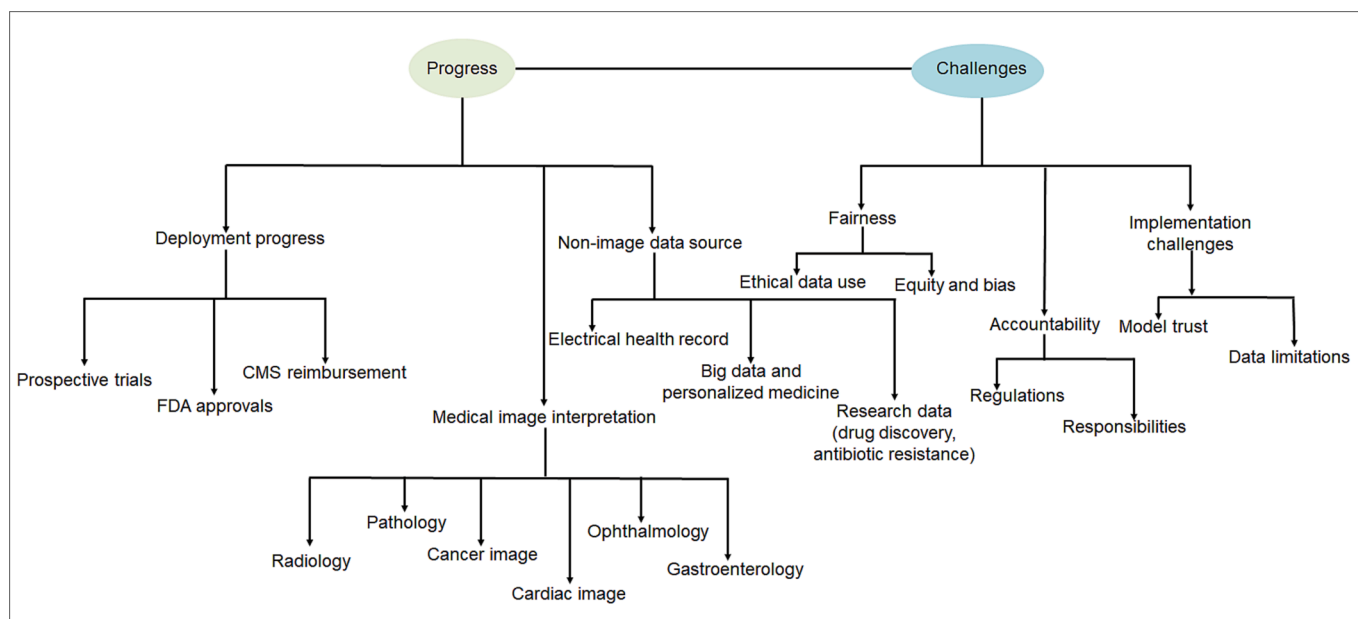 Progress
Challenges
Deployment progress
Non-image data source
Fairness
Implementation
challenges
Ethical data use
Equity and bias
Electrical health record
Accountability
Model trust
Data limitations
Prospective trials
FDA approvals
CMS reimbursement
Big data and
personalized medicine
Regulations
Responsibilities
Medical image interpretation
Research data
(drug discovery,
antibiotic resistance)
Radiology
Pathology
Cancer image
Cardiac image
Ophthalmology
Gastroenterology